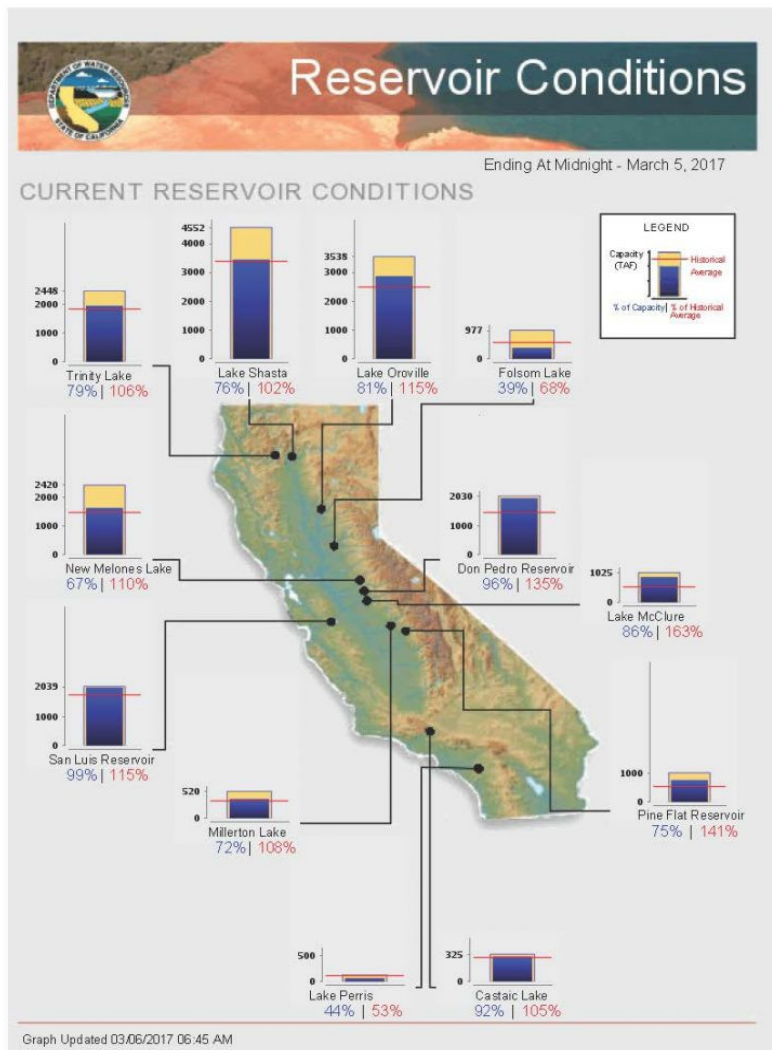 DEPARTMENT OF WATER RESOURCES
STATE OF CALIFORNIA
Reservoir Conditions
Ending At Midnight - March 5, 2017
CURRENT RESERVOIR CONDITIONS
2448
2000
1000
0
Trinity Lake
79% | 106%
4552
4000
3000
2000
1000
0
Lake Shasta
76% | 102%
3538
3000
2000
1000
0
Lake Oroville
81% | 115%
977
0
Folsom Lake
39% | 68%
LEGEND
Capacity
(TAF)
Historical
Average
% of Capacity | % of Historical
Average
2420
2000
1000
0
New Melones Lake
67% | 110%
2030
1000
0
Don Pedro Reservoir
96% | 135%
1025
0
Lake McClure
86% | 163%
2039
1000
0
San Luis Reservoir
99% | 115%
520
0
Millerton Lake
72% | 108%
1000
0
Pine Flat Reservoir
75% | 141%
500
0
Lake Perris
44% | 53%
325
0
Castaic Lake
92% | 105%
Graph Updated 03/06/2017 06:45 AM